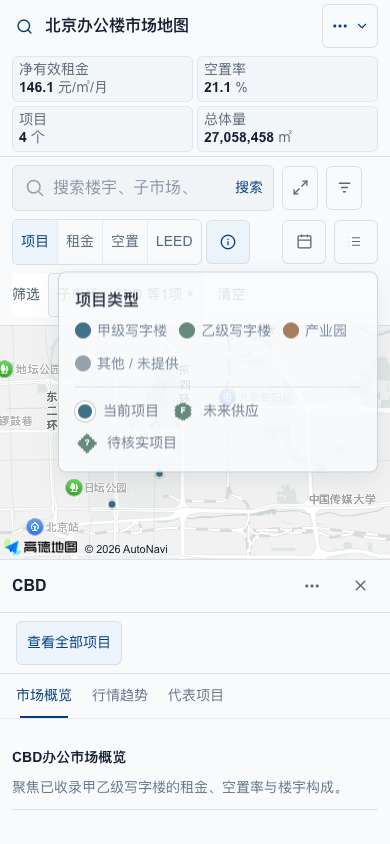 北京办公楼市场地图
净有效租金
146.1 元/㎡/月
空置率
21.1 %
项目
4 个
总体量
27,058,458 ㎡
搜索楼宇、子市场、
搜索
项目
租金
空置
LEED
筛选
等1项 ×
清空
项目类型
甲级写字楼
乙级写字楼
产业园
其他 / 未提供
当前项目
未来供应
待核实项目
地坛公园
东二环
锣鼓巷
日坛公园
中国传媒大学
北京站
高德地图
© 2026 AutoNavi
CBD
查看全部项目
市场概览
行情趋势
代表项目
CBD办公市场概览
聚焦已收录甲乙级写字楼的租金、空置率与楼宇构成。